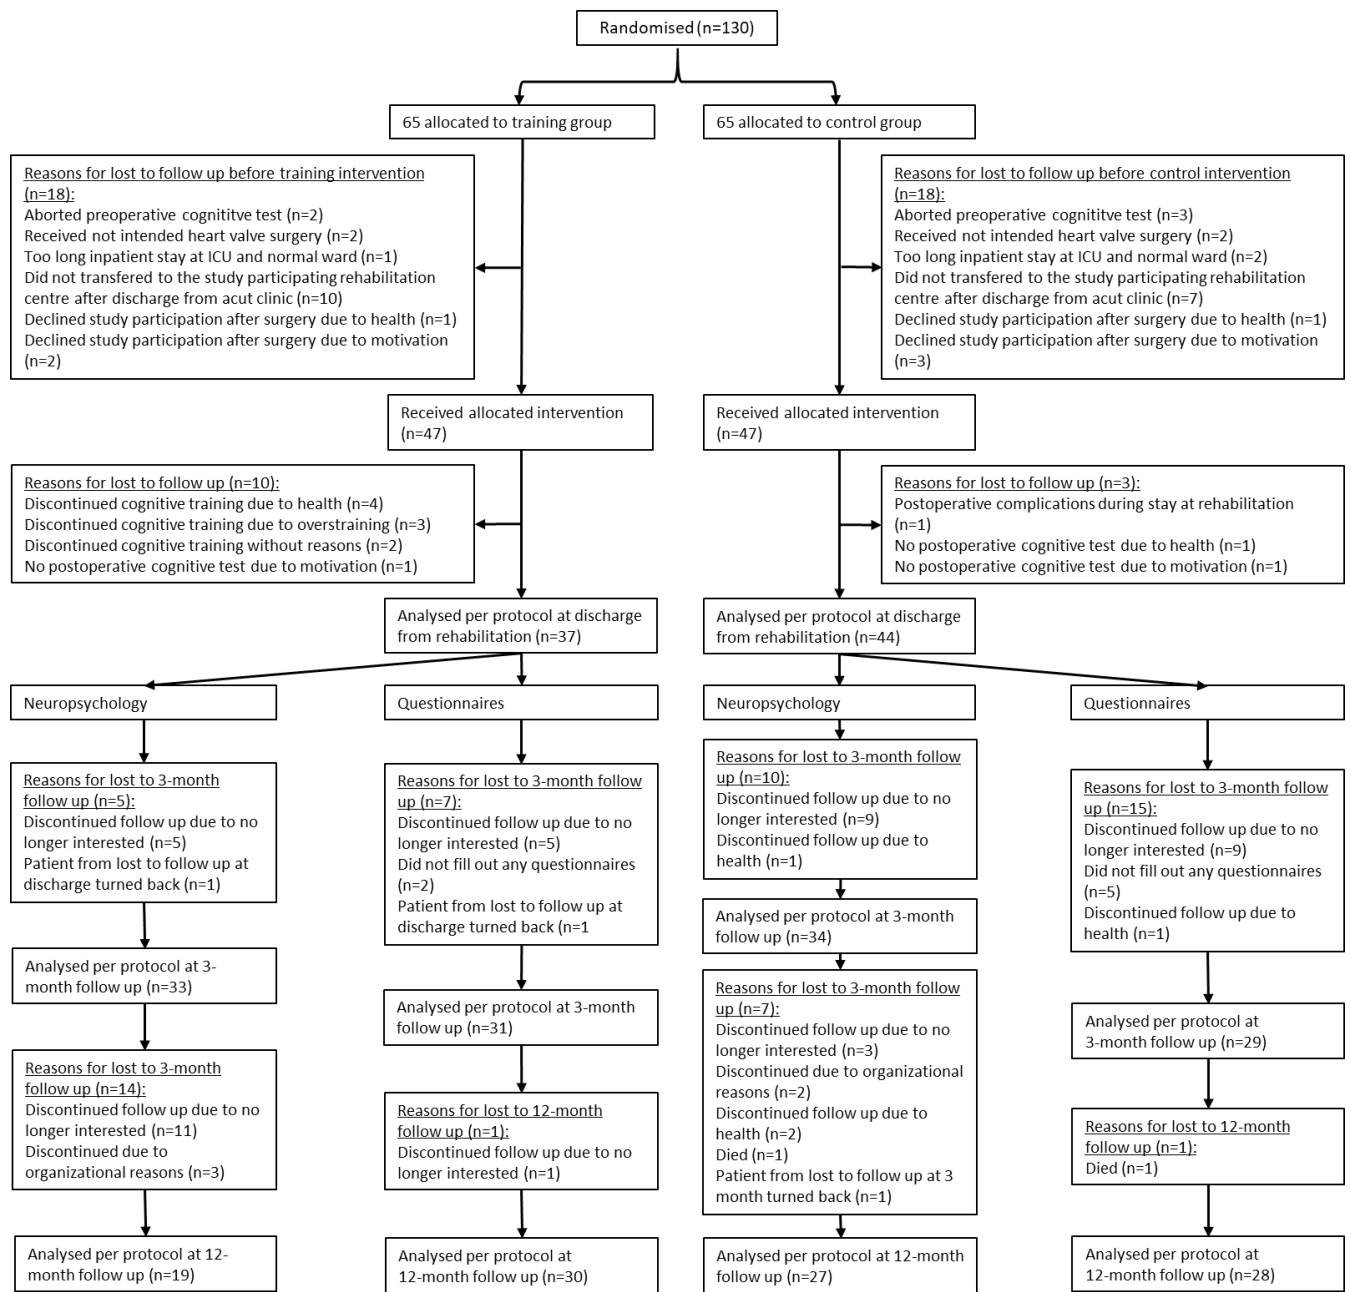 Randomised (n=130)
65 allocated to training group
65 allocated to control group
Reasons for lost to follow up before training intervention
(n=18):
Aborted preoperative cognititve test (n=2)
Received not intended heart valve surgery (n=2)
Too long inpatient stay at ICU and normal ward (n=1)
Did not transfered to the study participating rehabilitation
centre after discharge from acut clinic (n=10)
Declined study participation after surgery due to health (n=1)
Declined study participation after surgery due to motivation
(n=2)
Reasons for lost to follow up before control intervention
(n=18):
Aborted preoperative cognititve test (n=3)
Received not intended heart valve surgery (n=2)
Too long inpatient stay at ICU and normal ward (n=2)
Did not transfered to the study participating rehabilitation
centre after discharge from acut clinic (n=7)
Declined study participation after surgery due to health (n=1)
Declined study participation after surgery due to motivation
(n=3)
Received allocated intervention
(n=47)
Received allocated intervention
(n=47)
Reasons for lost to follow up (n=10):
Discontinued cognitive training due to health (n=4)
Discontinued cognitive training due to overstraining (n=3)
Discontinued cognitive training without reasons (n=2)
No postoperative cognitive test due to motivation (n=1)
Reasons for lost to follow up (n=3):
Postoperative complications during stay at rehabilitation
(n=1)
No postoperative cognitive test due to health (n=1)
No postoperative cognitive test due to motivation (n=1)
Analysed per protocol at discharge
from rehabilitation (n=37)
Analysed per protocol at discharge
from rehabilitation (n=44)
Neuropsychology
Questionnaires
Neuropsychology
Questionnaires
Reasons for lost to 3-month
follow up (n=5):
Discontinued follow up due to no
longer interested (n=5)
Patient from lost to follow up at
discharge turned back (n=1)
Reasons for lost to 3-month follow
up (n=7):
Discontinued follow up due to no
longer interested (n=5)
Did not fill out any questionnaires
(n=2)
Patient from lost to follow up at
discharge turned back (n=1
Reasons for lost to 3-month follow
up (n=10):
Discontinued follow up due to no
longer interested (n=9)
Discontinued follow up due to
health (n=1)
Reasons for lost to 3-month follow
up (n=15):
Discontinued follow up due to no
longer interested (n=9)
Did not fill out any questionnaires
(n=5)
Discontinued follow up due to
health (n=1)
Analysed per protocol at 3-
month follow up (n=33)
Analysed per protocol at 3-month
follow up (n=31)
Analysed per protocol at 3-month
follow up (n=34)
Analysed per protocol at
3-month follow up (n=29)
Reasons for lost to 3-month
follow up (n=14):
Discontinued follow up due to no
longer interested (n=11)
Discontinued due to
organizational reasons (n=3)
Reasons for lost to 12-month
follow up (n=1):
Discontinued follow up due to no
longer interested (n=1)
Reasons for lost to 3-month follow
up (n=7):
Discontinued follow up due to no
longer interested (n=3)
Discontinued due to organizational
reasons (n=2)
Discontinued follow up due to
health (n=2)
Died (n=1)
Patient from lost to follow up at 3
month turned back (n=1)
Reasons for lost to 12-month
follow up (n=1):
Died (n=1)
Analysed per protocol at 12-
month follow up (n=19)
Analysed per protocol at
12-month follow up (n=30)
Analysed per protocol at 12-month
follow up (n=27)
Analysed per protocol at
12-month follow up (n=28)